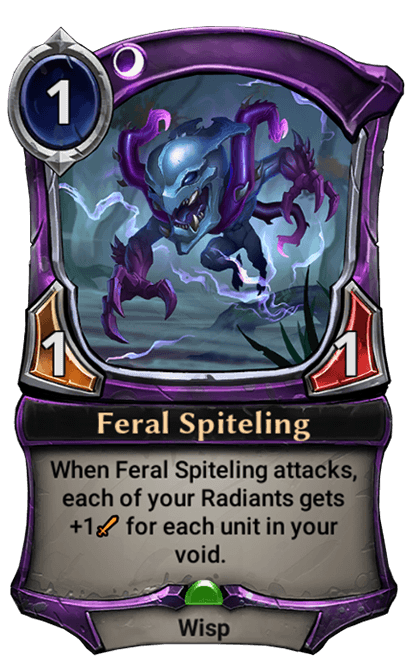 1
1
1
Feral Spiteling
When Feral Spiteling attacks,
each of your Radiants gets
+1 for each unit in your
void.
Wisp